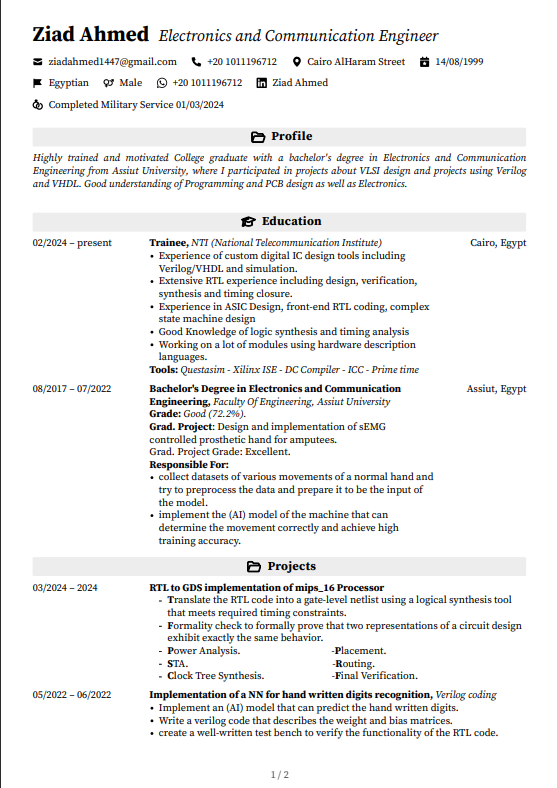 Ziad Ahmed Electronics and Communication Engineer
ziadahmed1447@gmail.com +20 1011196712 Cairo AlHaram Street 14/08/1999
Egyptian Male +20 1011196712 Ziad Ahmed
Completed Military Service 01/03/2024
Profile
Highly trained and motivated College graduate with a bachelor's degree in Electronics and Communication
Engineering from Assiut University, where I participated in projects about VLSI design and projects using Verilog
and VHDL. Good understanding of Programming and PCB design as well as Electronics.
Education
02/2024 – present Trainee, NTI (National Telecommunication Institute) Cairo, Egypt
• Experience of custom digital IC design tools including
Verilog/VHDL and simulation.
• Extensive RTL experience including design, verification,
synthesis and timing closure.
• Experience in ASIC Design, front-end RTL coding, complex
state machine design
• Good Knowledge of logic synthesis and timing analysis
• Working on a lot of modules using hardware description
languages.
Tools: Questasim - Xilinx ISE - DC Compiler - ICC - Prime time
08/2017 – 07/2022 Bachelor's Degree in Electronics and Communication Assiut, Egypt
Engineering, Faculty Of Engineering, Assiut University
Grade: Good (72.2%).
Grad. Project: Design and implementation of sEMG
controlled prosthetic hand for amputees.
Grad. Project Grade: Excellent.
Responsible For:
• collect datasets of various movements of a normal hand and
try to preprocess the data and prepare it to be the input of
the model.
• implement the (AI) model of the machine that can
determine the movement correctly and achieve high
training accuracy.
Projects
03/2024 – 2024 RTL to GDS implementation of mips_16 Processor
- Translate the RTL code into a gate-level netlist using a logical synthesis tool
that meets required timing constraints.
- Formality check to formally prove that two representations of a circuit design
exhibit exactly the same behavior.
- Power Analysis. -Placement.
- STA. -Routing.
- Clock Tree Synthesis. -Final Verification.
05/2022 – 06/2022 Implementation of a NN for hand written digits recognition, Verilog coding
• Implement an (AI) model that can predict the hand written digits.
• Write a verilog code that describes the weight and bias matrices.
• create a well-written test bench to verify the functionality of the RTL code.
1 / 2